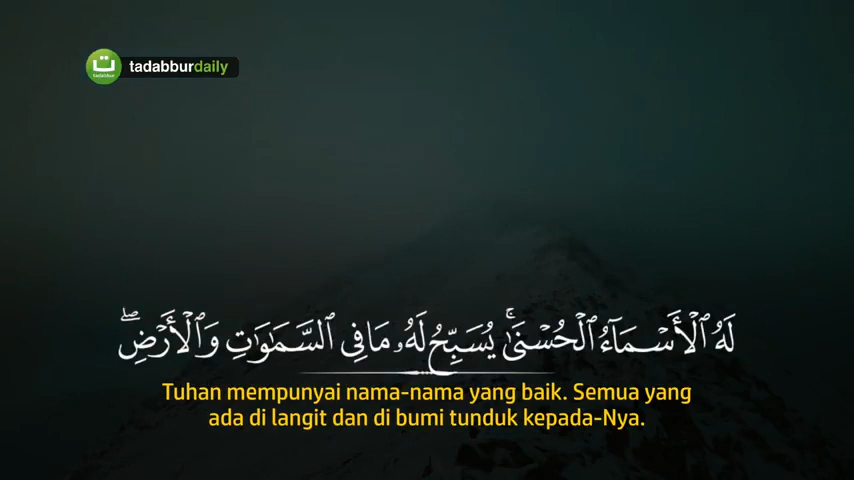 ت
tadabbur
tadabburdaily
لَهُ ٱلْأَسْمَآءُ ٱلْحُسْنَىٰ ۚ يُسَبِّحُ لَهُۥ مَا فِى ٱلسَّمَٰوَٰتِ وَٱلْأَرْضِ ۖ
Tuhan mempunyai nama-nama yang baik. Semua yang
ada di langit dan di bumi tunduk kepada-Nya.